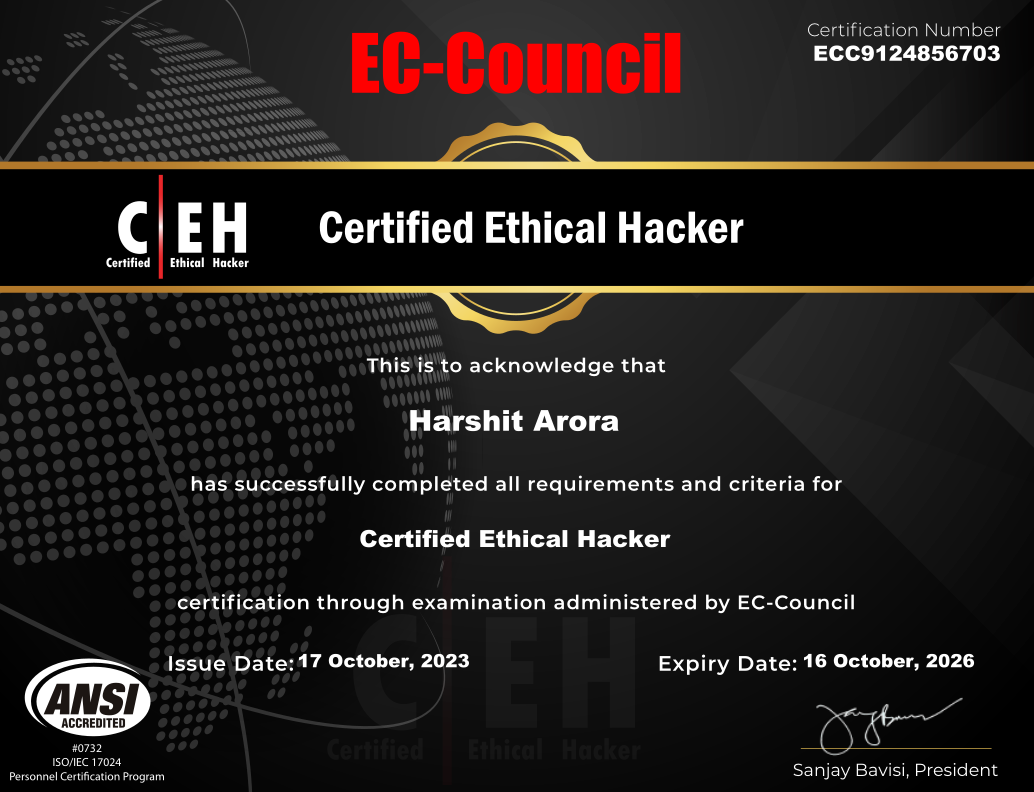 EC-Council
Certification Number
ECC9124856703
C EH
Certified Ethical Hacker
Certified Ethical Hacker
This is to acknowledge that
Harshit Arora
has successfully completed all requirements and criteria for
Certified Ethical Hacker
certification through examination administered by EC-Council
Issue Date: 17 October, 2023
Expiry Date: 16 October, 2026
C EH
Certified Ethical Hacker
ANSI
ACCREDITED
#0732
ISO/IEC 17024
Personnel Certification Program
Sanjay Bavisi, President